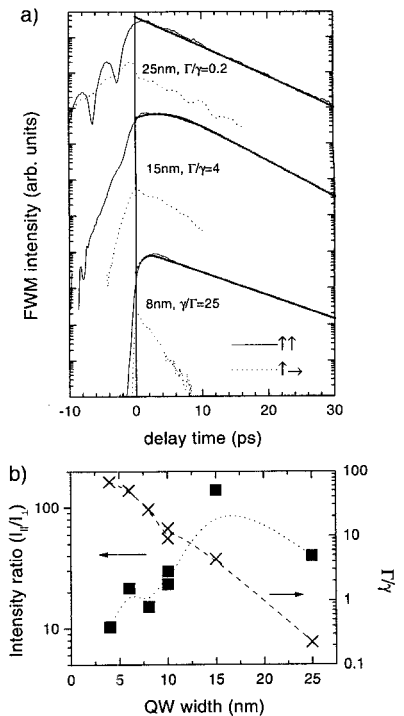 a)
25nm, Γ/γ=0.2
15nm, Γ/γ=4
8nm, γ/Γ=25
↑↑
↑→
FWM intensity (arb. units)
-10 0 10 20 30
delay time (ps)
b)
Intensity ratio (I||/I⊥)
100
10
100
10
1
0.1
Γ/γ
0 5 10 15 20 25
QW width (nm)